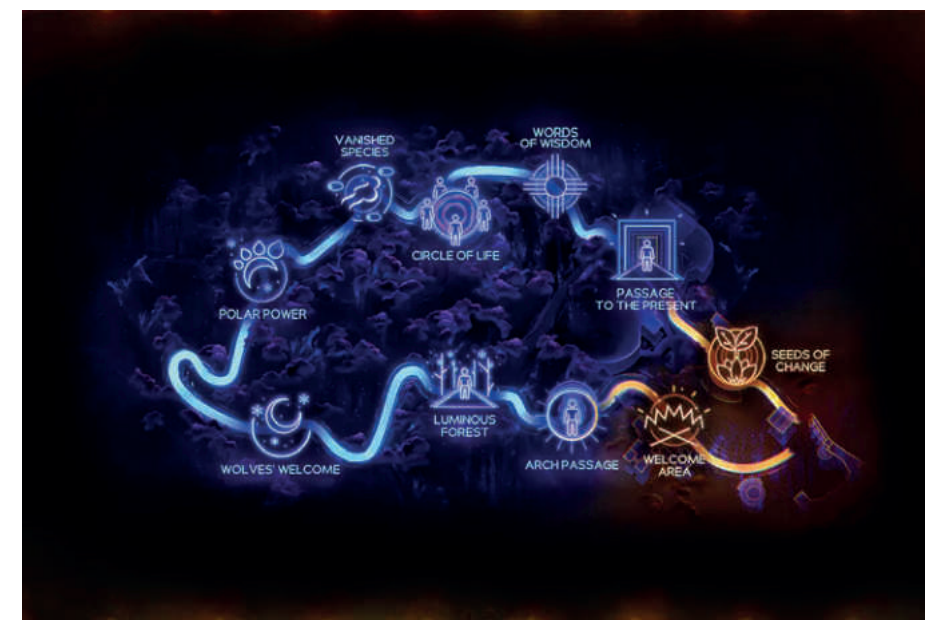 VANISHED
SPECIES
WORDS
OF WISDOM
CIRCLE OF LIFE
POLAR POWER
PASSAGE
TO THE PRESENT
SEEDS OF
CHANGE
LUMINOUS
FOREST
WOLVES' WELCOME
ARCH PASSAGE
WELCOME
AREA